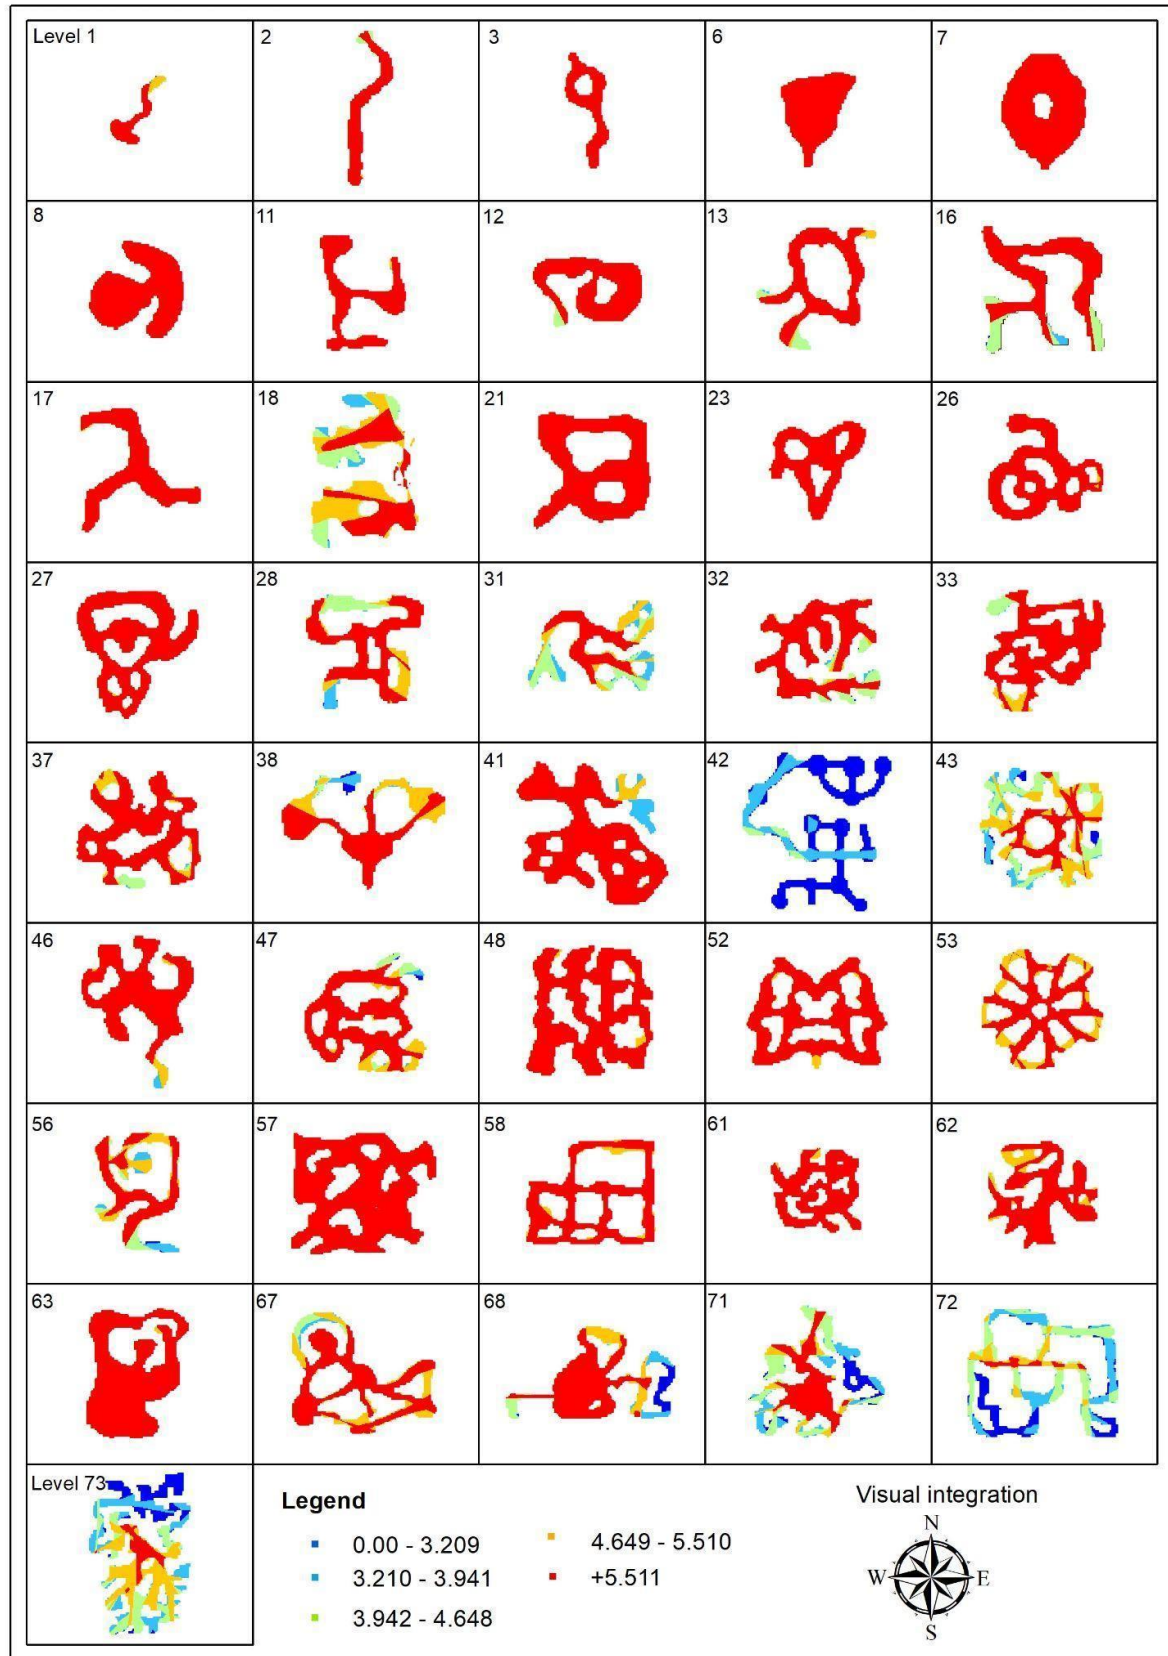 Level 1 2 3 6 7
8 11 12 13 16
17 18 21 23 26
27 28 31 32 33
37 38 41 42 43
46 47 48 52 53
56 57 58 61 62
63 67 68 71 72
Level 73
Legend
0.00 - 3.209
3.210 - 3.941
3.942 - 4.648
4.649 - 5.510
+5.511
Visual integration
N
W E
S